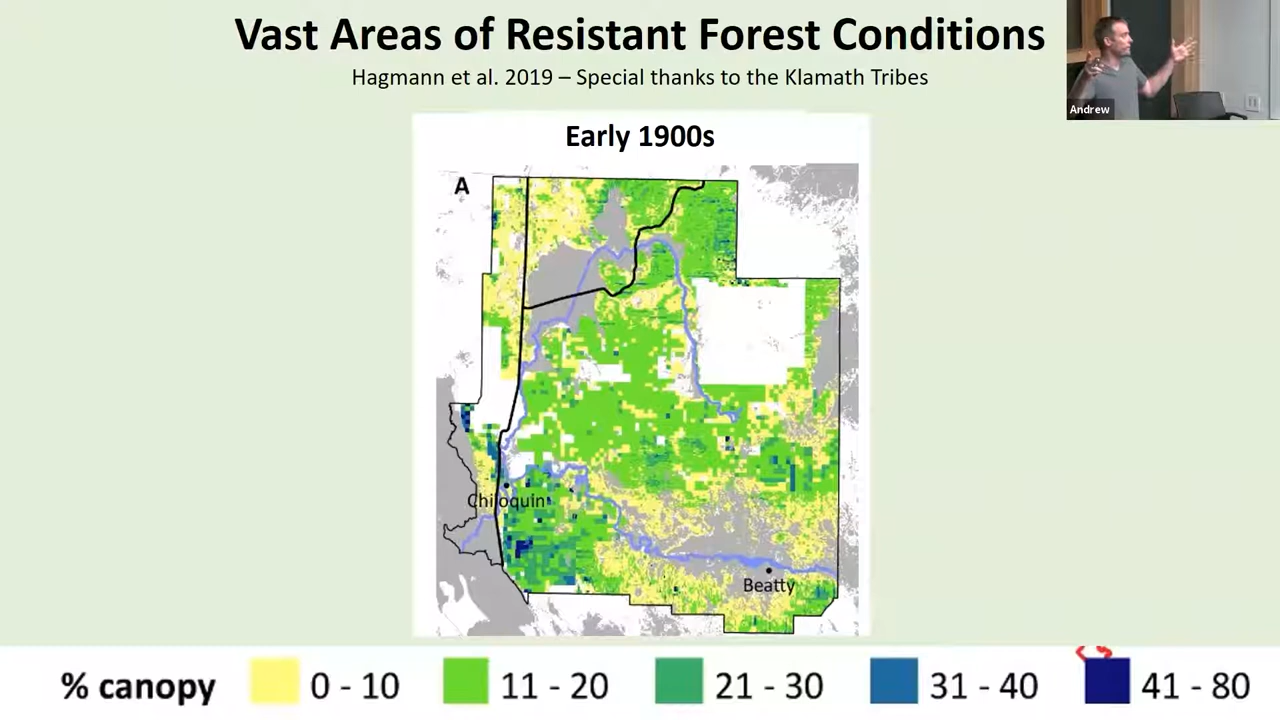 Vast Areas of Resistant Forest Conditions
Hagmann et al. 2019 – Special thanks to the Klamath Tribes
Andrew
Early 1900s
A
Chiloquin
Beatty
% canopy
0 - 10
11 - 20
21 - 30
31 - 40
41 - 80